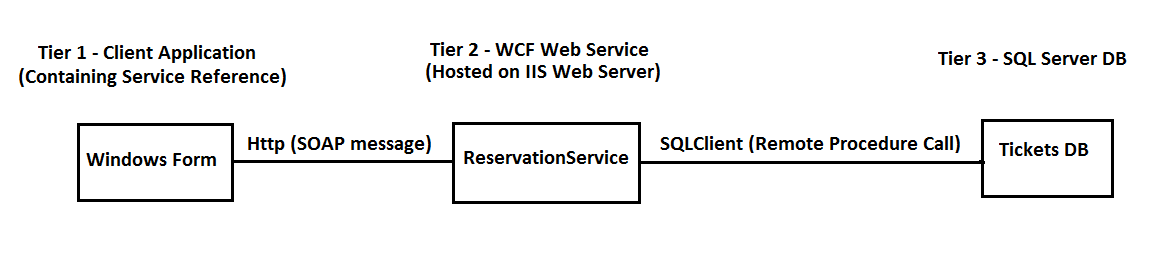 Tier 1 - Client Application
(Containing Service Reference)
Tier 2 - WCF Web Service
(Hosted on IIS Web Server)
Tier 3 - SQL Server DB
Windows Form
Http (SOAP message)
ReservationService
SQLClient (Remote Procedure Call)
Tickets DB